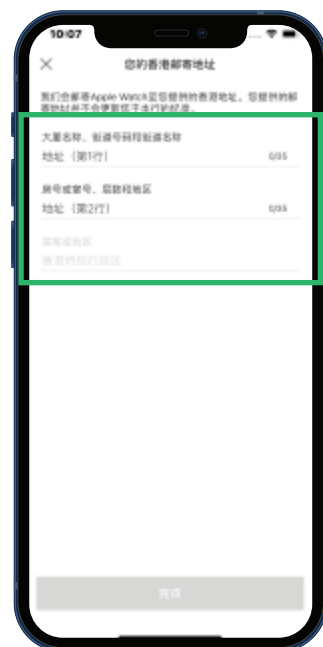 10:07
您的香港邮寄地址
我们会邮寄Apple Watch至您提供的香港地址。您提供的邮
寄地址并不会更新您于本行的纪录。
大厦名称、街道号码和街道名称
地址（第1行） 0/35
房号或室号、层数和地区
地址（第2行） 0/35
国家或地区
香港特别行政区
完成